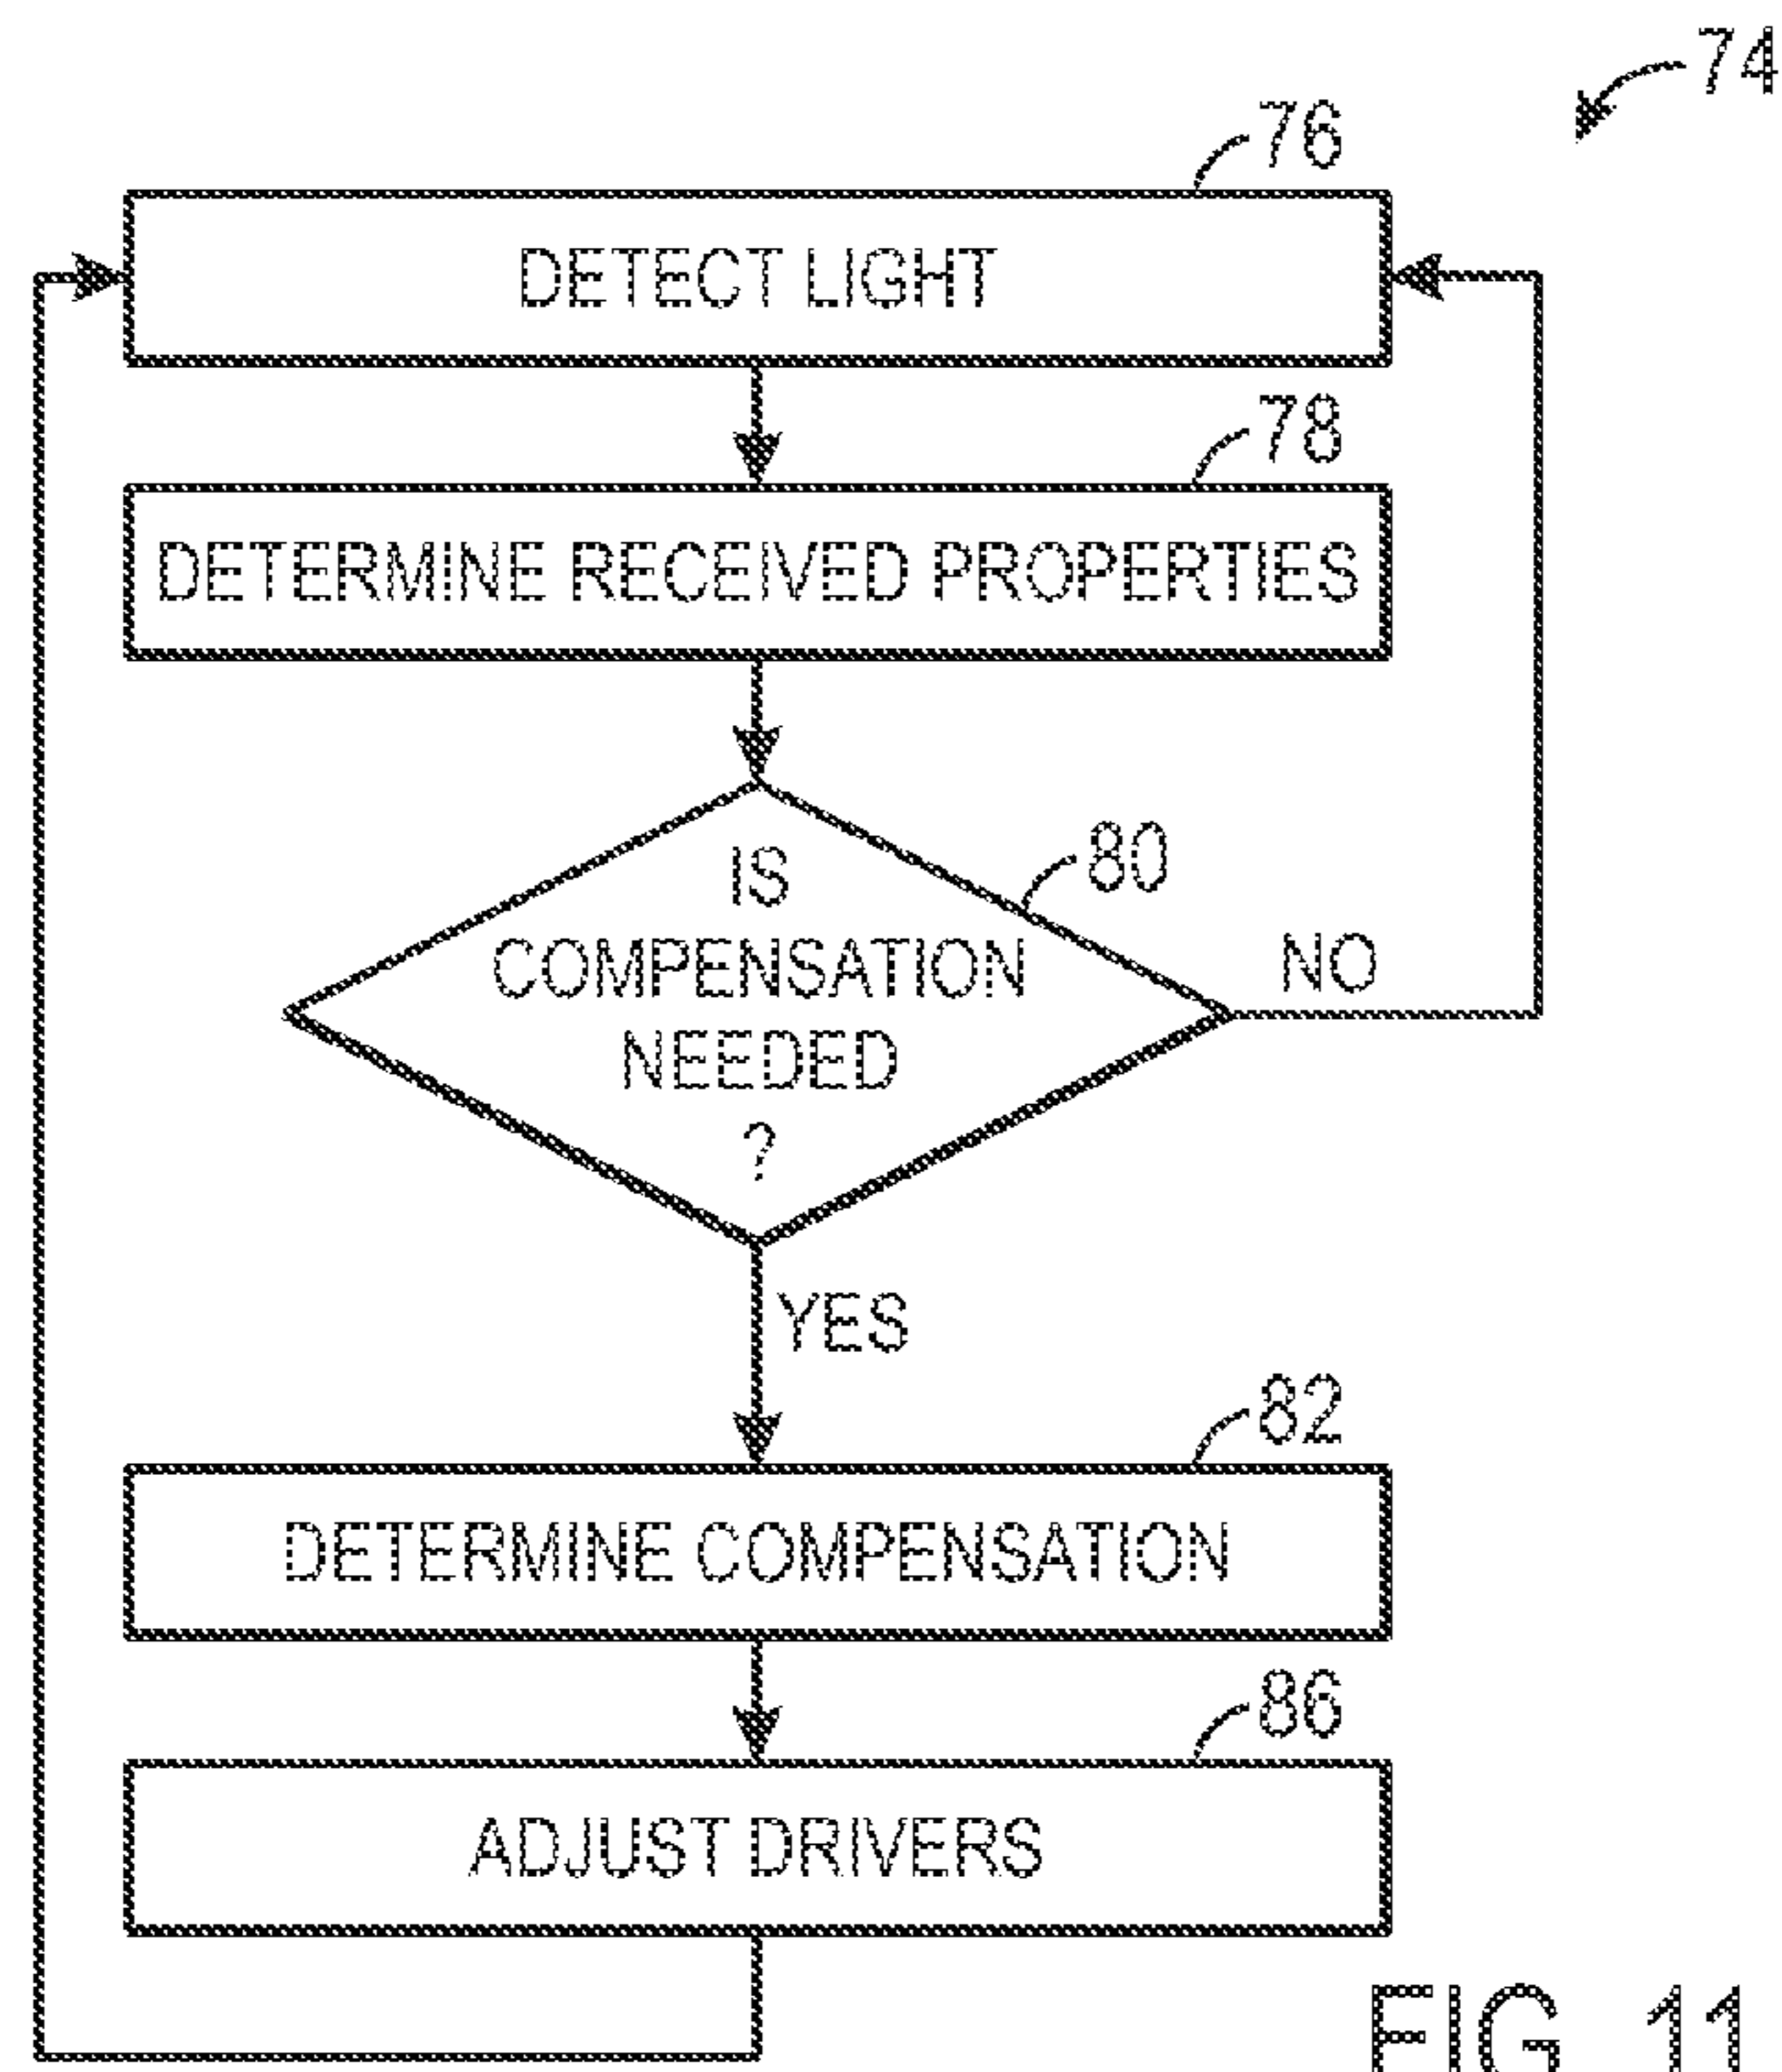 74
76
DETECT LIGHT
78
DETERMINE RECEIVED PROPERTIES
80
IS
COMPENSATION
NEEDED
?
NO
YES
82
DETERMINE COMPENSATION
86
ADJUST DRIVERS
FIG. 11